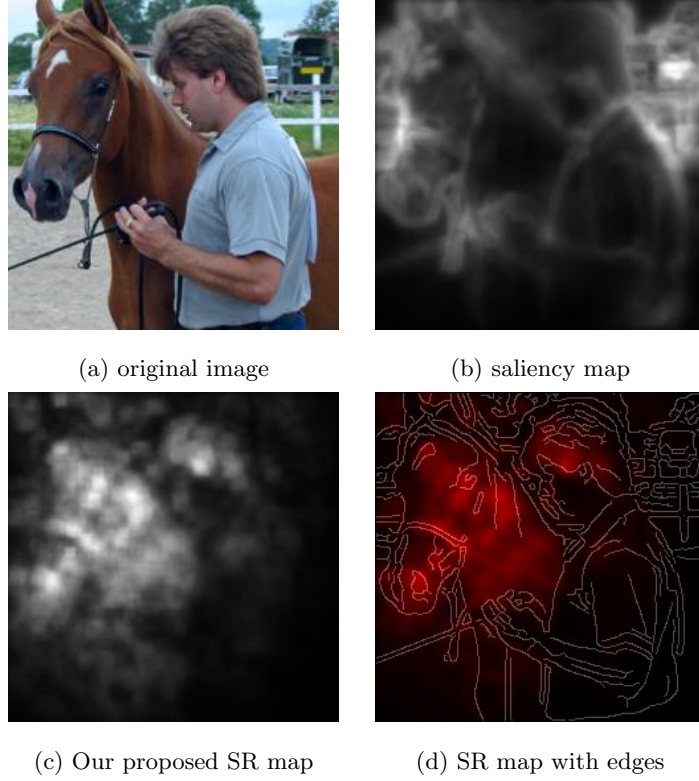 (a) original image
(b) saliency map
(c) Our proposed SR map
(d) SR map with edges